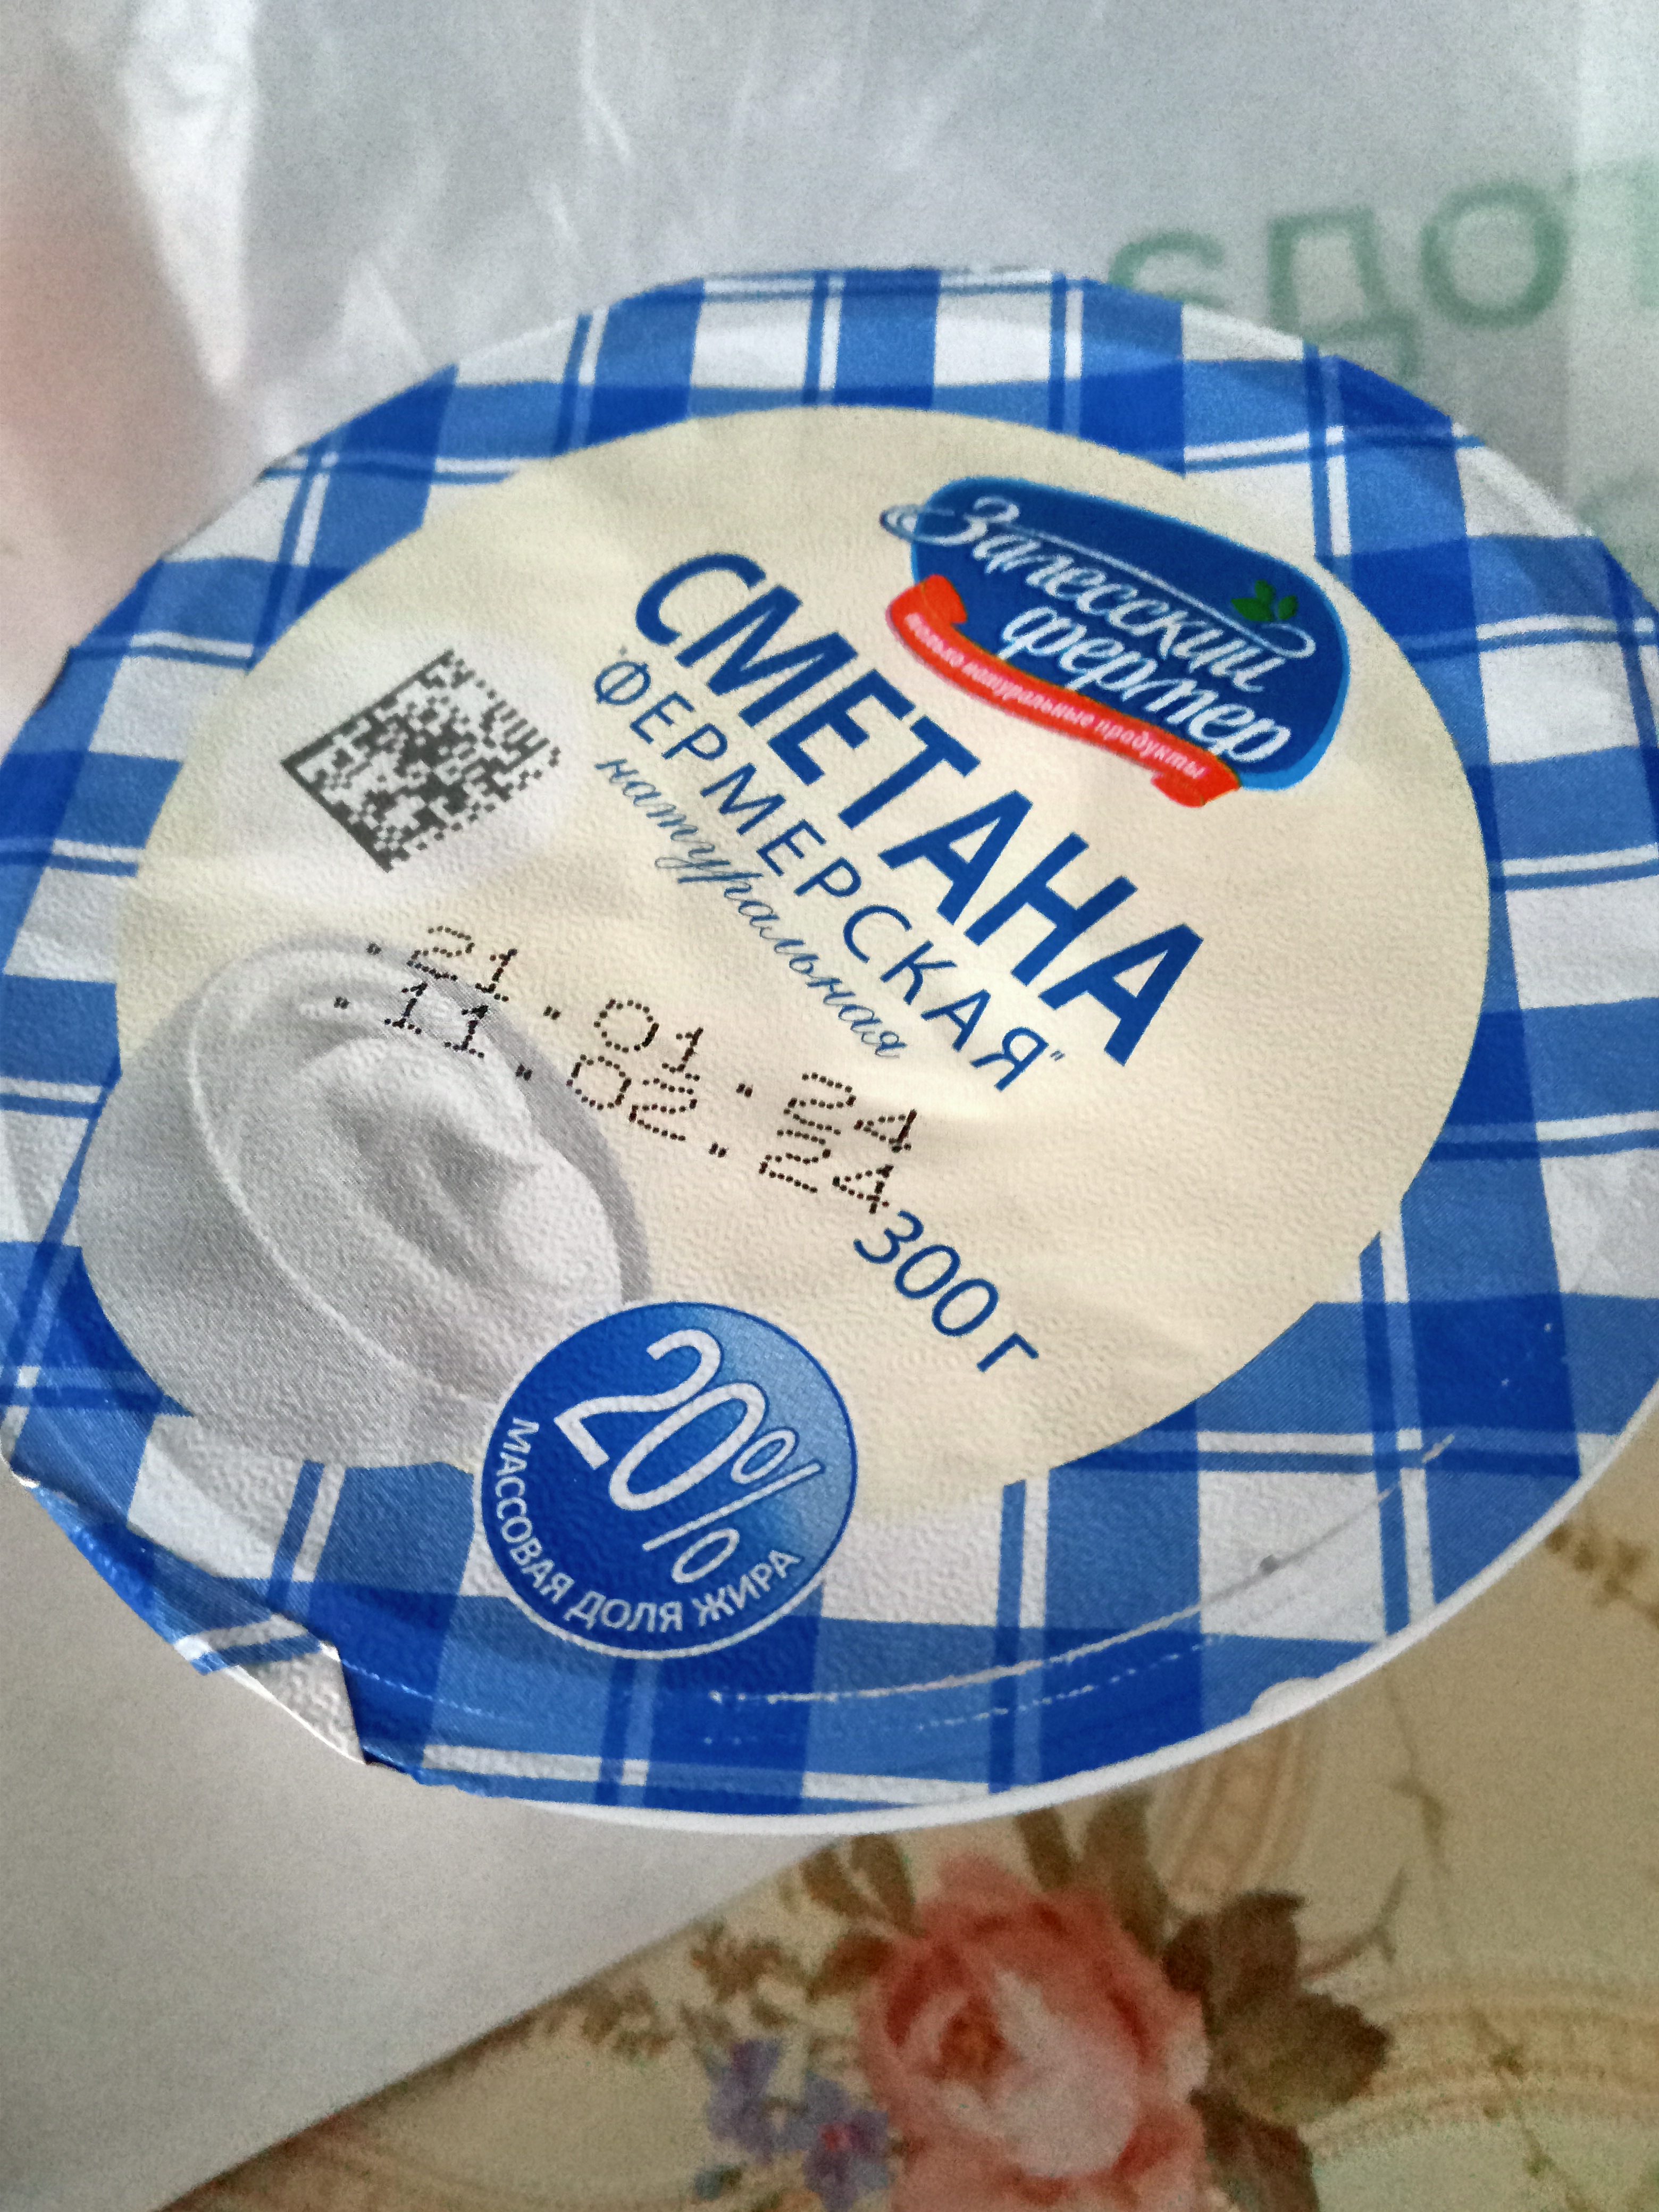 Залесский
фермер
только натуральные продукты
СМЕТАНА
"ФЕРМЕРСКАЯ"
натуральная
.21.01.24
.11.02.24
300 г
20%
МАССОВАЯ ДОЛЯ ЖИРА